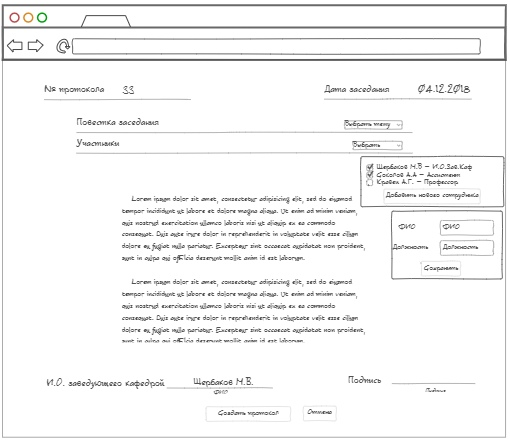 № протокола 33 Дата заседания 04.12.2018
Повестка заседания Выбрать тему
Участники Выбрать
Щербаков М.В – И.О.Зав.Каф
Соколов А.А – Ассистент
Кравец А.Г. – Профессор
Добавить нового сотрудника
ФИО ФИО
Должность Должность
Сохранить
Lorem ipsum dolor sit amet, consectetur adipisicing elit, sed do eiusmod
tempor incididunt ut labore et dolore magna aliqua. Ut enim ad minim veniam,
quis nostrud exercitation ullamco laboris nisi ut aliquip ex ea commodo
consequat. Duis aute irure dolor in reprehenderit in voluptate velit esse cillum
dolore eu fugiat nulla pariatur. Excepteur sint occaecat cupidatat non proident,
sunt in culpa qui officia deserunt mollit anim id est laborum.
Lorem ipsum dolor sit amet, consectetur adipisicing elit, sed do eiusmod
tempor incididunt ut labore et dolore magna aliqua. Ut enim ad minim veniam,
quis nostrud exercitation ullamco laboris nisi ut aliquip ex ea commodo
consequat. Duis aute irure dolor in reprehenderit in voluptate velit esse cillum
dolore eu fugiat nulla pariatur. Excepteur sint occaecat cupidatat non proident,
sunt in culpa qui officia deserunt mollit anim id est laborum.
И.О. заведующего кафедрой Щербаков М.В. Подпись
ФИО Подпись
Создать протокол Отмена